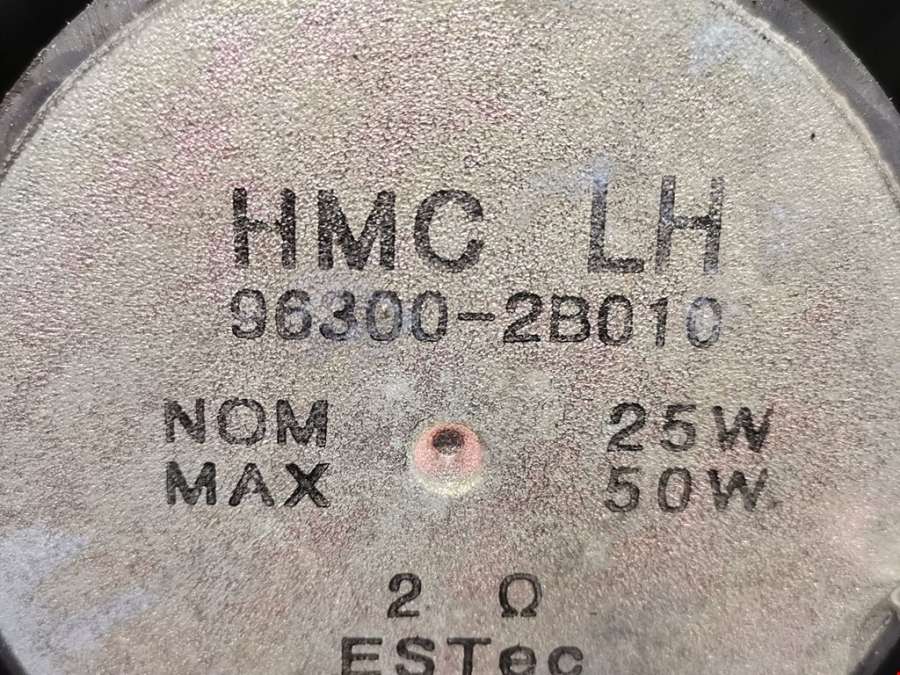 HMC LH
96300-2B010
NOM 25W
MAX 50W
2 Ω
ESTec